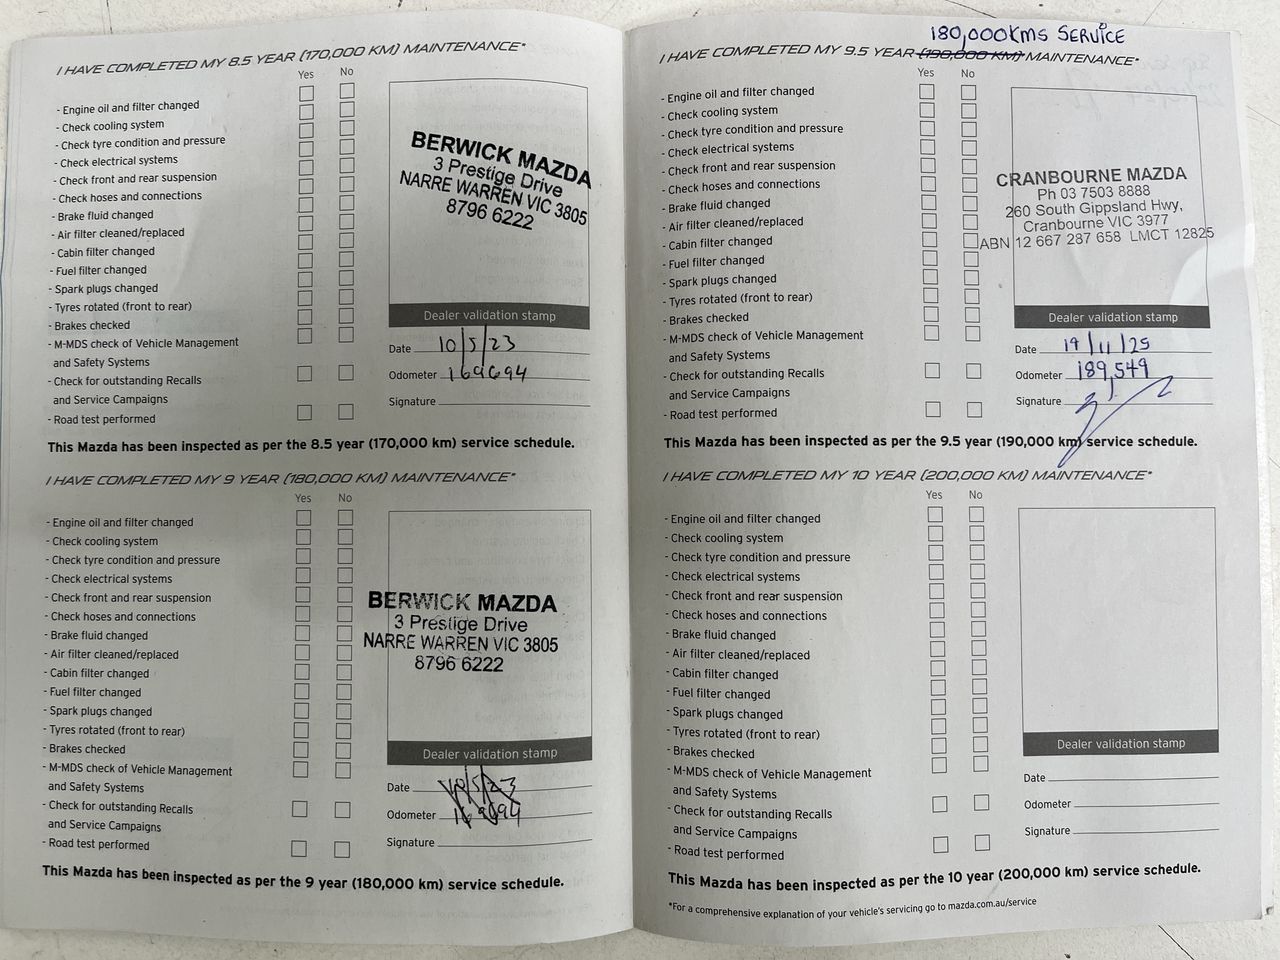 I HAVE COMPLETED MY 8.5 YEAR (170,000 KM) MAINTENANCE*
Yes No
- Engine oil and filter changed
- Check cooling system
- Check tyre condition and pressure
- Check electrical systems
- Check front and rear suspension
- Check hoses and connections
- Brake fluid changed
- Air filter cleaned/replaced
- Cabin filter changed
- Fuel filter changed
- Spark plugs changed
- Tyres rotated (front to rear)
- Brakes checked
- M-MDS check of Vehicle Management
and Safety Systems
- Check for outstanding Recalls
and Service Campaigns
- Road test performed
BERWICK MAZDA
3 Prestige Drive
NARRE WARREN VIC 3805
8796 6222
Dealer validation stamp
Date 10/5/23
Odometer 169694
Signature
This Mazda has been inspected as per the 8.5 year (170,000 km) service schedule.
I HAVE COMPLETED MY 9 YEAR (180,000 KM) MAINTENANCE*
Yes No
- Engine oil and filter changed
- Check cooling system
- Check tyre condition and pressure
- Check electrical systems
- Check front and rear suspension
- Check hoses and connections
- Brake fluid changed
- Air filter cleaned/replaced
- Cabin filter changed
- Fuel filter changed
- Spark plugs changed
- Tyres rotated (front to rear)
- Brakes checked
- M-MDS check of Vehicle Management
and Safety Systems
- Check for outstanding Recalls
and Service Campaigns
- Road test performed
BERWICK MAZDA
3 Prestige Drive
NARRE WARREN VIC 3805
8796 6222
Dealer validation stamp
Date 10/5/23
Odometer 169694
Signature
This Mazda has been inspected as per the 9 year (180,000 km) service schedule.
180,000KMS SERVICE
I HAVE COMPLETED MY 9.5 YEAR (190,000 KM) MAINTENANCE*
Yes No
- Engine oil and filter changed
- Check cooling system
- Check tyre condition and pressure
- Check electrical systems
- Check front and rear suspension
- Check hoses and connections
- Brake fluid changed
- Air filter cleaned/replaced
- Cabin filter changed
- Fuel filter changed
- Spark plugs changed
- Tyres rotated (front to rear)
- Brakes checked
- M-MDS check of Vehicle Management
and Safety Systems
- Check for outstanding Recalls
and Service Campaigns
- Road test performed
CRANBOURNE MAZDA
Ph 03 7503 8888
260 South Gippsland Hwy,
Cranbourne VIC 3977
ABN 12 667 287 658 LMCT 12825
Dealer validation stamp
Date 19/11/25
Odometer 189,549
Signature
This Mazda has been inspected as per the 9.5 year (190,000 km) service schedule.
I HAVE COMPLETED MY 10 YEAR (200,000 KM) MAINTENANCE*
Yes No
- Engine oil and filter changed
- Check cooling system
- Check tyre condition and pressure
- Check electrical systems
- Check front and rear suspension
- Check hoses and connections
- Brake fluid changed
- Air filter cleaned/replaced
- Cabin filter changed
- Fuel filter changed
- Spark plugs changed
- Tyres rotated (front to rear)
- Brakes checked
- M-MDS check of Vehicle Management
and Safety Systems
- Check for outstanding Recalls
and Service Campaigns
- Road test performed
Dealer validation stamp
Date
Odometer
Signature
This Mazda has been inspected as per the 10 year (200,000 km) service schedule.
*For a comprehensive explanation of your vehicle's servicing go to mazda.com.au/service